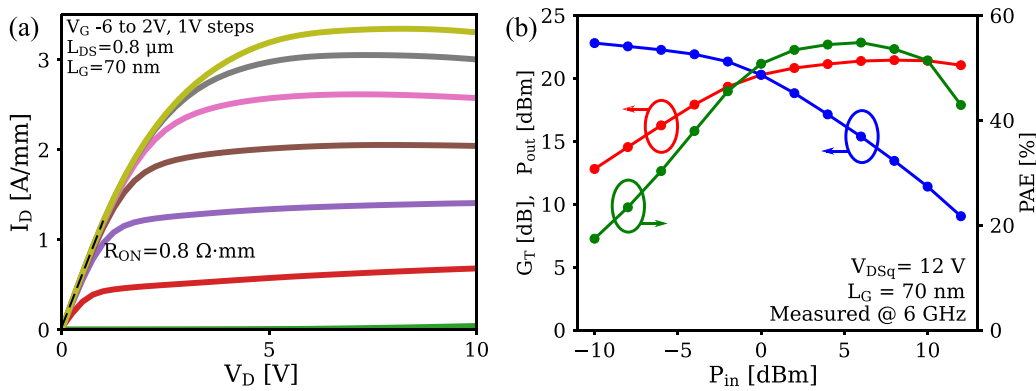 (a)
V_G -6 to 2V, 1V steps
L_DS=0.8 μm
L_G=70 nm
R_ON=0.8 Ω·mm
I_D [A/mm]
3
2
1
0
0 5 10
V_D [V]
(b)
G_T [dB], P_out [dBm]
25
20
15
10
5
0
60
40
20
0
PAE [%]
V_DSq= 12 V
L_G = 70 nm
Measured @ 6 GHz
−10 −5 0 5 10
P_in [dBm]